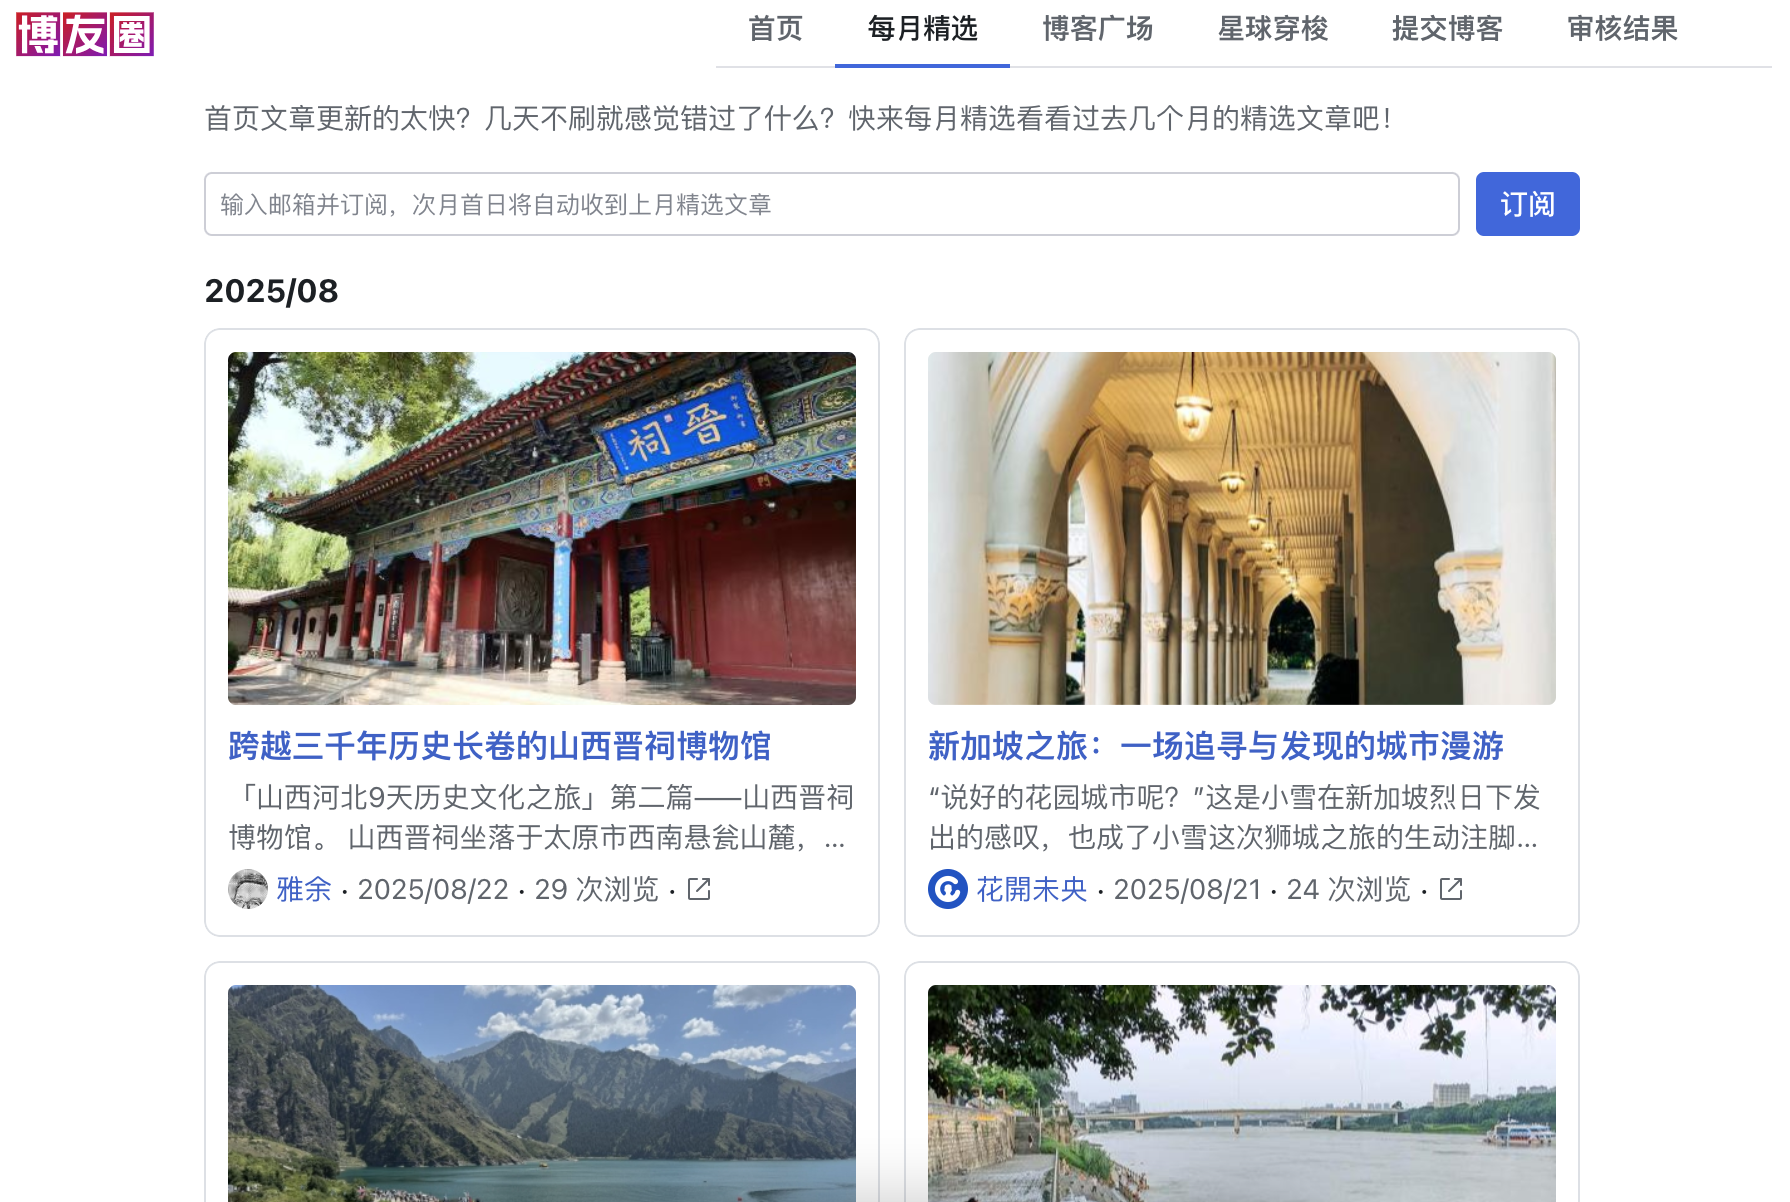 博友圈
首页 每月精选 博客广场 星球穿梭 提交博客 审核结果
首页文章更新的太快？几天不刷就感觉错过了什么？快来每月精选看看过去几个月的精选文章吧！
输入邮箱并订阅，次月首日将自动收到上月精选文章
订阅
2025/08
晋祠
跨越三千年历史长卷的山西晋祠博物馆
「山西河北9天历史文化之旅」第二篇——山西晋祠
博物馆。 山西晋祠坐落于太原市西南悬瓮山麓，...
雅余 · 2025/08/22 · 29 次浏览 ·
新加坡之旅：一场追寻与发现的城市漫游
“说好的花园城市呢？”这是小雪在新加坡烈日下发
出的感叹，也成了小雪这次狮城之旅的生动注脚...
花開未央 · 2025/08/21 · 24 次浏览 ·